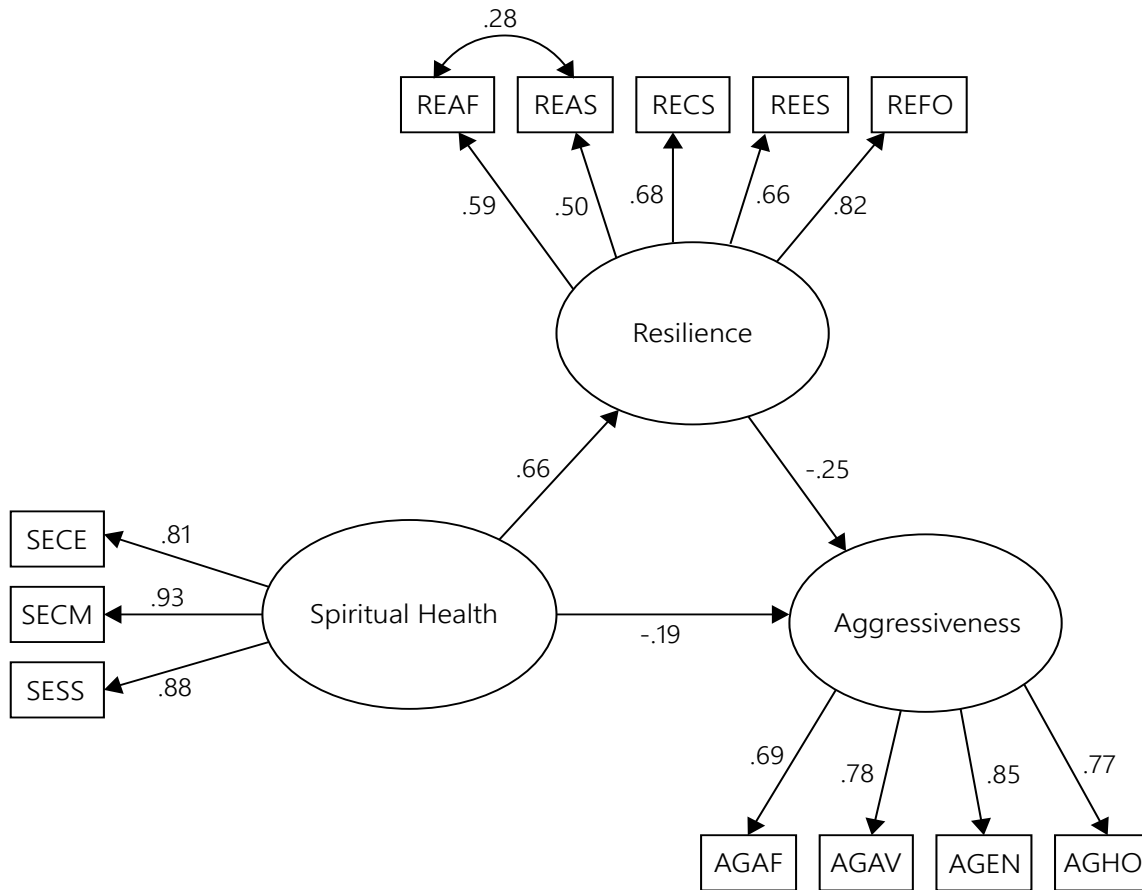 .28
REAF REAS RECS REES REFO
.59 .50 .68 .66 .82
Resilience
.66 -.25
SECE .81
SECM .93
SESS .88
Spiritual Health
-.19
Aggressiveness
.69 .78 .85 .77
AGAF AGAV AGEN AGHO